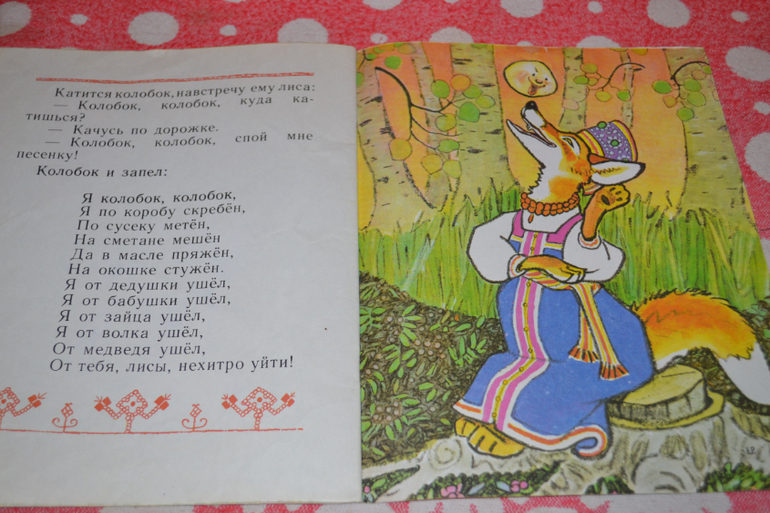 Катится колобок, навстречу ему лиса:
— Колобок, колобок, куда ка-
тишься?
— Качусь по дорожке.
— Колобок, колобок, спой мне
песенку!
Колобок и запел:
Я колобок, колобок,
Я по коробу скребён,
По сусеку метён,
На сметане мешён
Да в масле пряжён,
На окошке стужён.
Я от дедушки ушёл,
Я от бабушки ушёл,
Я от зайца ушёл,
Я от волка ушёл,
От медведя ушёл,
От тебя, лисы, нехитро уйти!